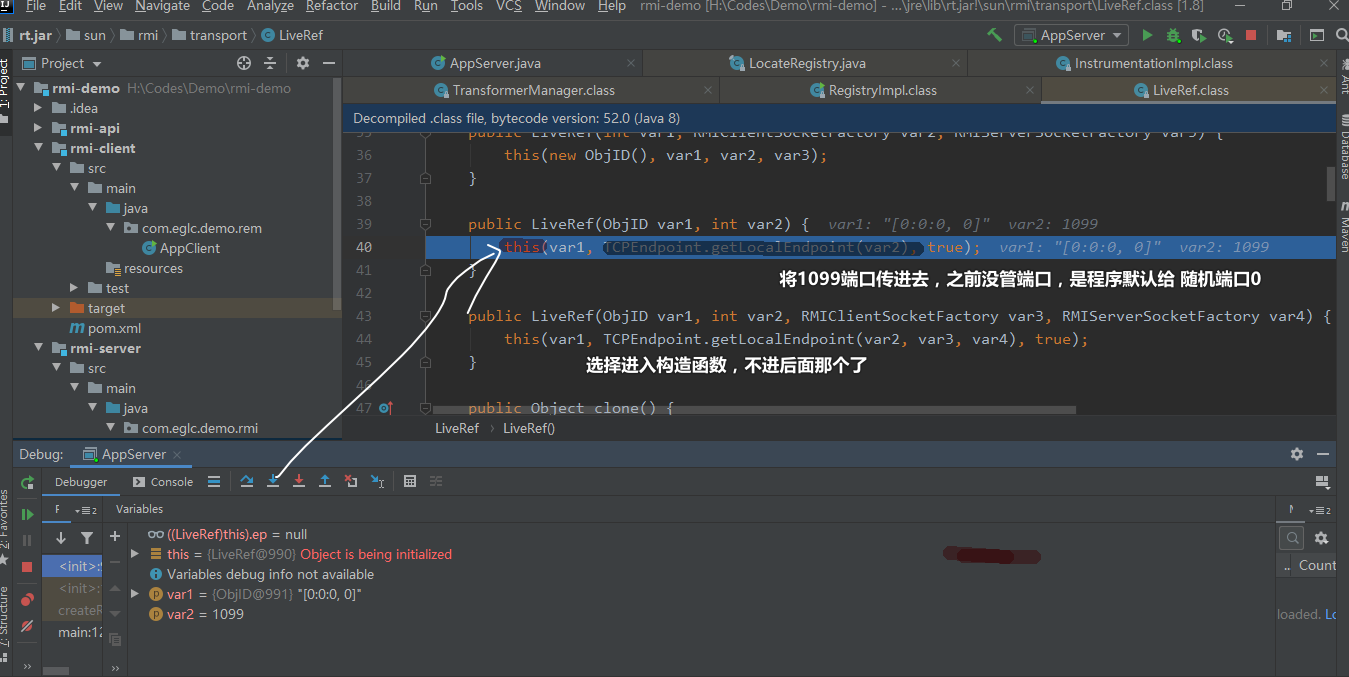 File Edit View Navigate Code Analyze Refactor Build Run Tools VCS Window Help rmi-demo [H:\Codes\Demo\rmi-demo] - ...\jre\lib\rt.jar!\sun\rmi\transport\LiveRef.class [1.8]
rt.jar sun rmi transport LiveRef AppServer
Project AppServer.java LocateRegistry.java InstrumentationImpl.class
TransformerManager.class RegistryImpl.class LiveRef.class
1: Project
rmi-demo H:\Codes\Demo\rmi-demo
.idea
rmi-api
rmi-client
src
main
java
com.eglc.demo.rem
AppClient
resources
test
target
pom.xml
rmi-server
src
main
java
com.eglc.demo.rmi
Decompiled .class file, bytecode version: 52.0 (Java 8)
35 public LiveRef(int var1, RMIClientSocketFactory var2, RMIServerSocketFactory var3) {
36 this(new ObjID(), var1, var2, var3);
37 }
38
39 public LiveRef(ObjID var1, int var2) { var1: "[0:0:0, 0]" var2: 1099
40 this(var1, TCPEndpoint.getLocalEndpoint(var2), true); var1: "[0:0:0, 0]" var2: 1099
41 }
将1099端口传进去，之前没管端口，是程序默认给 随机端口0
42
43 public LiveRef(ObjID var1, int var2, RMIClientSocketFactory var3, RMIServerSocketFactory var4) {
44 this(var1, TCPEndpoint.getLocalEndpoint(var2, var3, var4), true);
45 }
选择进入构造函数，不进后面那个了
46
47 public Object clone() {
LiveRef › LiveRef()
Ant
Database
Maven
Debug: AppServer
Debugger Console
F 2 Variables
((LiveRef)this).ep = null
this = {LiveRef@990} Object is being initialized
Variables debug info not available
var1 = {ObjID@991} "[0:0:0, 0]"
var2 = 1099
<init>:
<init>:
createR
main:12
2
.. Count
loaded. Lo
2: Favorites
7: Structure